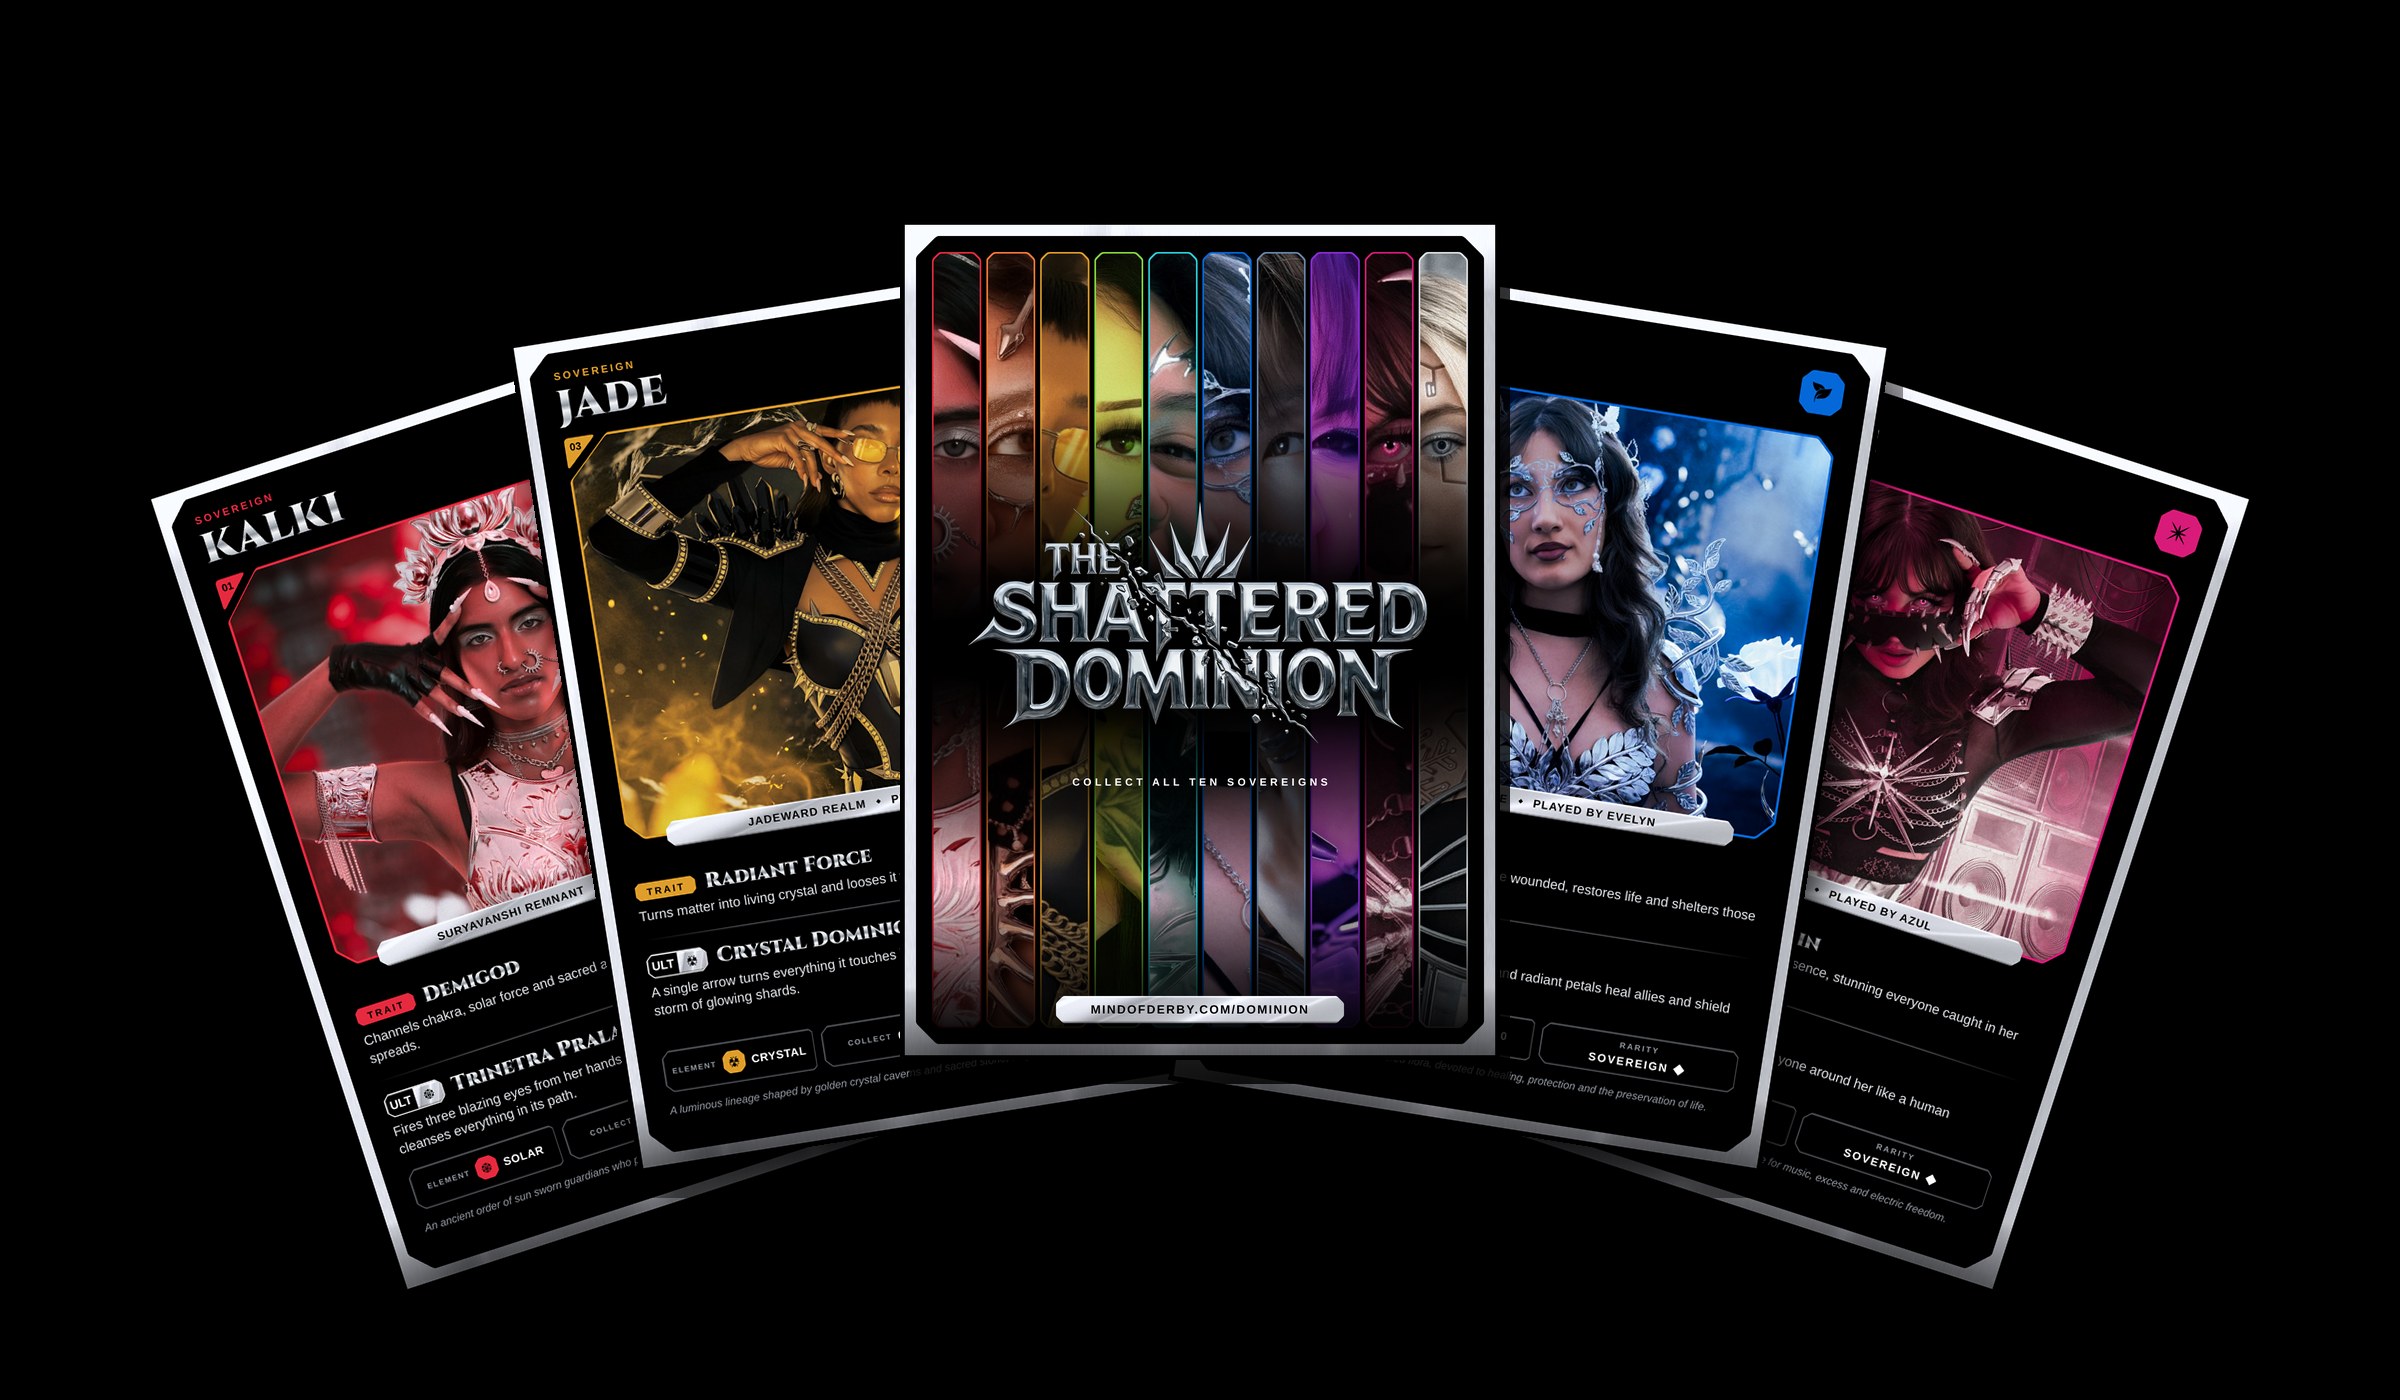 SOVEREIGN
KALKI
01
SURYAVANSHI REMNANT
TRAIT DEMIGOD
Channels chakra, solar force and sacred
spreads.
ULT TRINETRA
Fires three blazing eyes from her hands
cleanses everything in its path.
ELEMENT SOLAR
COLLECT
An ancient order of sun sworn guardians who
SOVEREIGN
JADE
03
JADEWARD REALM •
TRAIT RADIANT FORCE
Turns matter into living crystal and looses it
ULT CRYSTAL
A single arrow turns everything it touches
storm of glowing shards.
ELEMENT CRYSTAL
COLLECT
A luminous lineage shaped by golden crystal caverns and sacred
THE
SHATTERED
DOMINION
COLLECT ALL TEN SOVEREIGNS
MINDOFDERBY.COM/DOMINION
• PLAYED BY EVELYN
wounded, restores life and shelters those
radiant petals heal allies and shield
RARITY
SOVEREIGN ◆
devoted to healing, protection and the preservation of life.
• PLAYED BY AZUL
stunning everyone caught in her
around her like a human
RARITY
SOVEREIGN ◆
for music, excess and electric freedom.